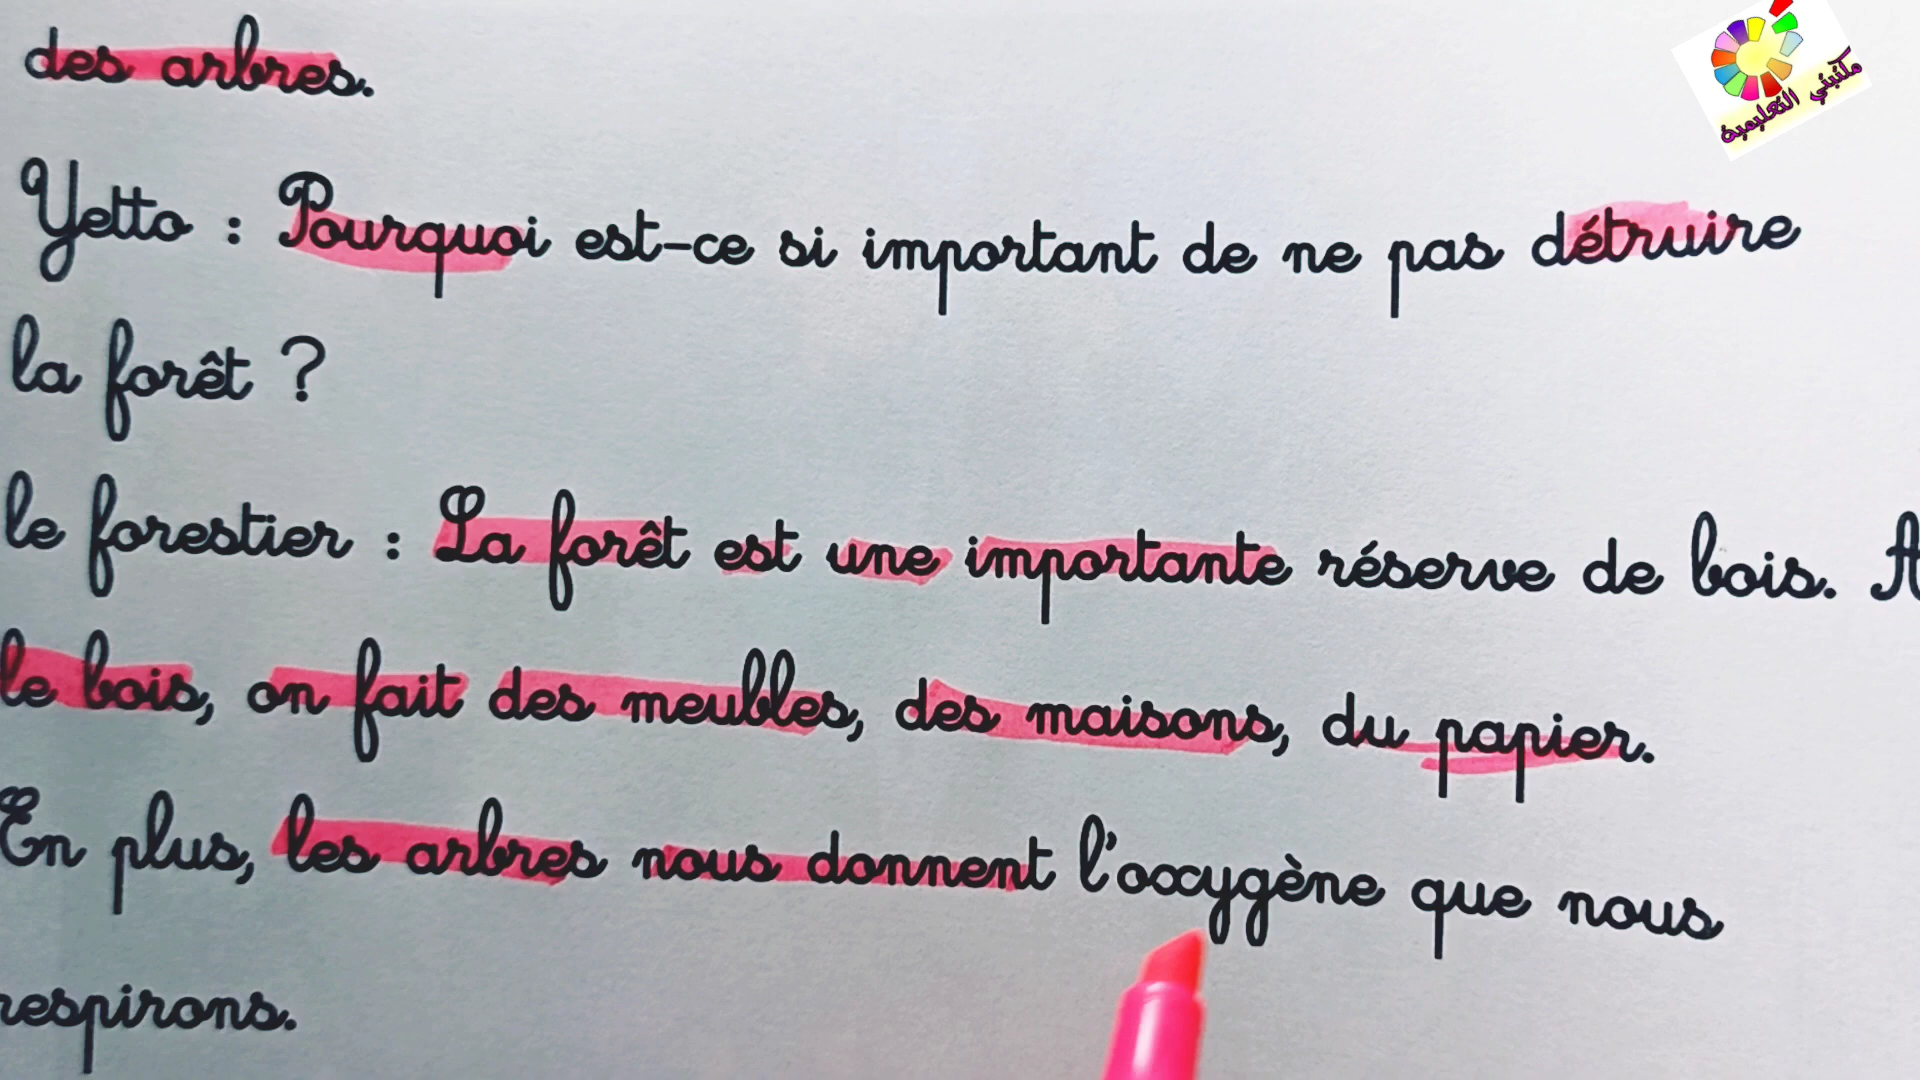 des arbres.
مكتبتي التعليمية
Yetto : Pourquoi est-ce si important de ne pas détruire
la forêt ?
le forestier : La forêt est une importante réserve de bois. A
le bois, on fait des meubles, des maisons, du papier.
En plus, les arbres nous donnent l'oxygène que nous
respirons.